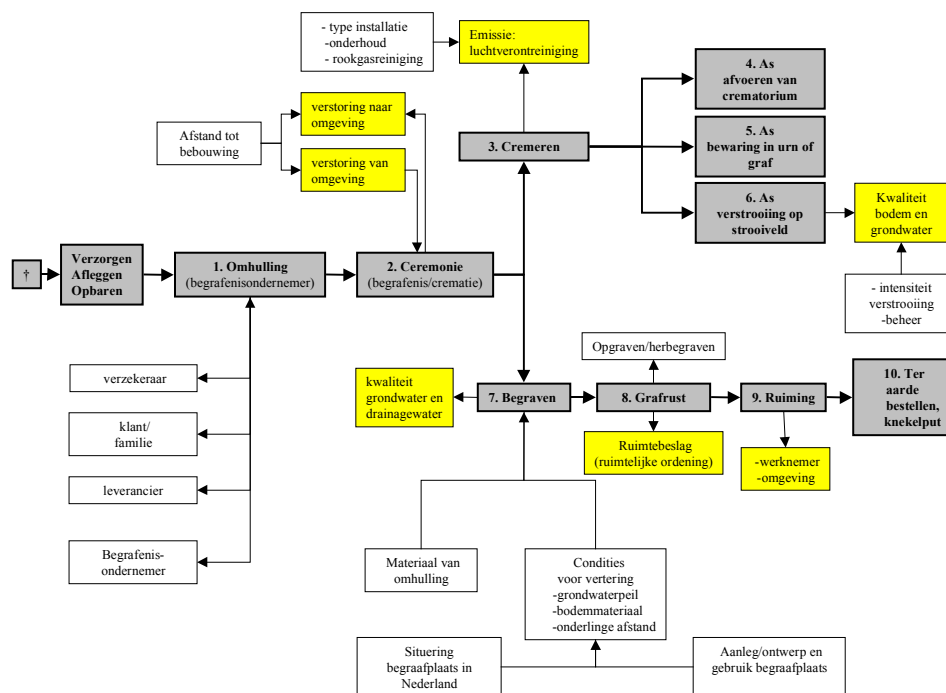 - type installatie
-onderhoud
- rookgasreiniging
Emissie:
luchtverontreiniging
4. As
afvoeren van
crematorium
verstoring naar
omgeving
Afstand tot
bebouwing
verstoring van
omgeving
3. Cremeren
5. As
bewaring in urn of
graf
6. As
verstrooiing op
strooiveld
Kwaliteit
bodem en
grondwater
†
Verzorgen
Afleggen
Opbaren
1. Omhulling
(begrafenisondernemer)
2. Ceremonie
(begrafenis/crematie)
- intensiteit
verstrooiing
-beheer
Opgraven/herbegraven
verzekeraar
kwaliteit
grondwater en
drainagewater
7. Begraven
8. Grafrust
9. Ruiming
10. Ter
aarde
bestellen,
knekelput
klant/
familie
Ruimtebeslag
(ruimtelijke ordening)
-werknemer
-omgeving
leverancier
Begrafenis-
ondernemer
Materiaal van
omhulling
Condities
voor vertering
-grondwaterpeil
-bodemmateriaal
-onderlinge afstand
Situering
begraafplaats in
Nederland
Aanleg/ontwerp en
gebruik begraafplaats